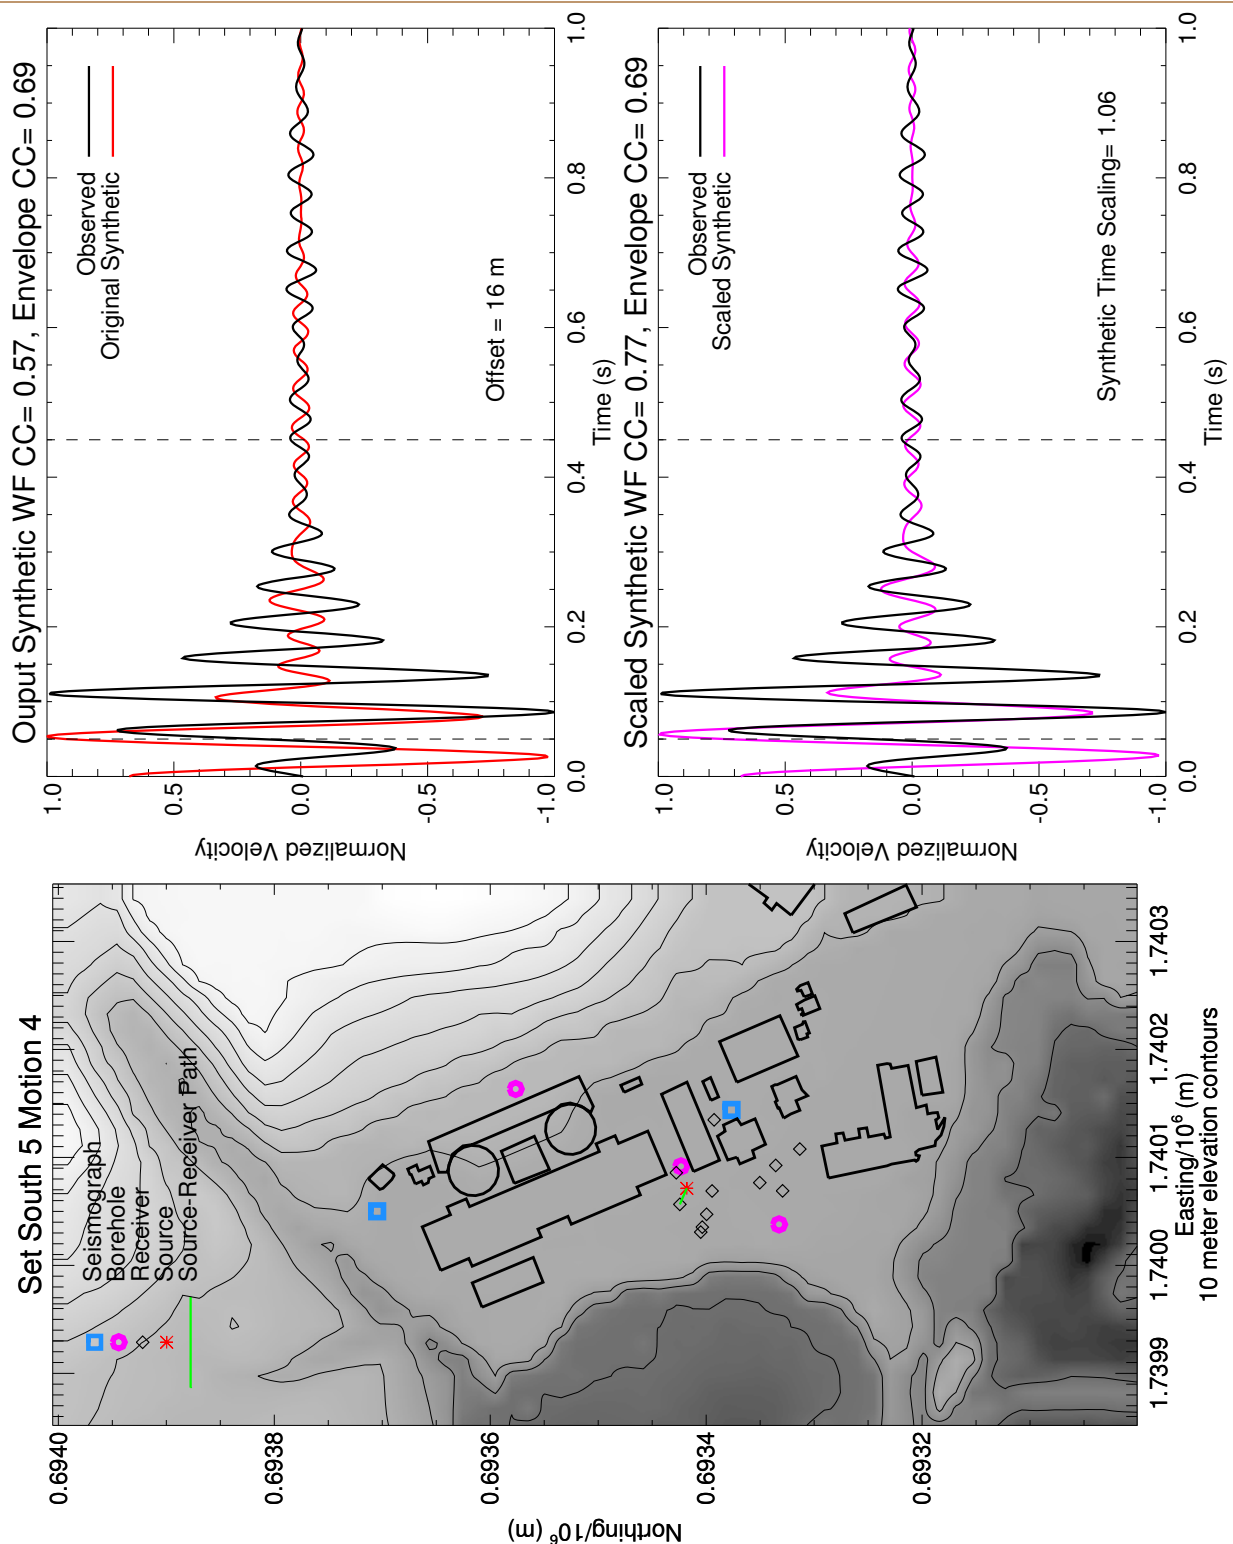 Set South 5 Motion 4
Seismograph
Borehole
Receiver
Source
Source-Receiver Path
0.6940
0.6938
0.6936
0.6934
0.6932
Northing/10⁶ (m)
1.7399
1.7400
1.7401
1.7402
1.7403
Easting/10⁶ (m)
10 meter elevation contours
Ouput Synthetic WF CC= 0.57, Envelope CC= 0.69
Observed
Original Synthetic
Offset = 16 m
1.0
0.5
0.0
-0.5
-1.0
Normalized Velocity
0.0
0.2
0.4
0.6
0.8
1.0
Time (s)
Scaled Synthetic WF CC= 0.77, Envelope CC= 0.69
Observed
Scaled Synthetic
Synthetic Time Scaling= 1.06
1.0
0.5
0.0
-0.5
-1.0
Normalized Velocity
0.0
0.2
0.4
0.6
0.8
1.0
Time (s)